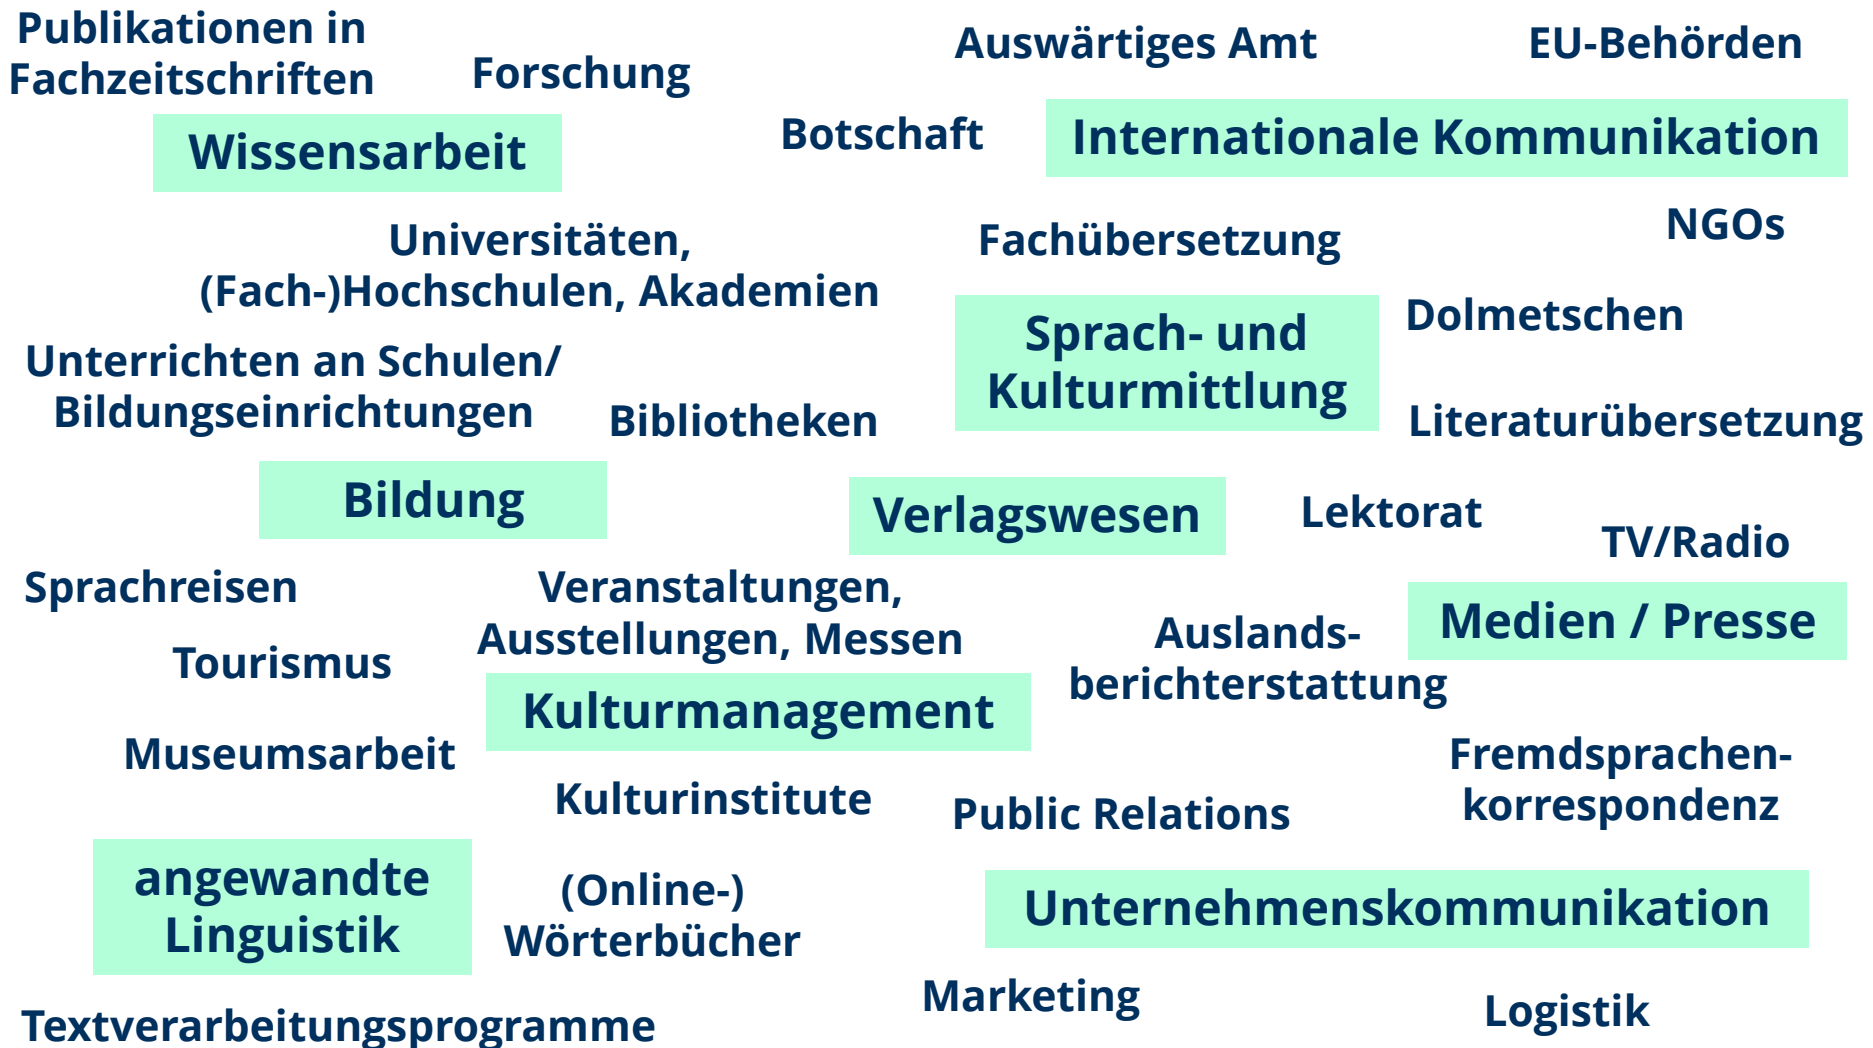 Publikationen in
Fachzeitschriften
Forschung
Auswärtiges Amt
EU-Behörden
Wissensarbeit
Botschaft
Internationale Kommunikation
Universitäten,
(Fach-)Hochschulen, Akademien
Fachübersetzung
NGOs
Sprach- und
Kulturmittlung
Dolmetschen
Unterrichten an Schulen/
Bildungseinrichtungen
Bibliotheken
Literaturübersetzung
Bildung
Verlagswesen
Lektorat
TV/Radio
Sprachreisen
Veranstaltungen,
Ausstellungen, Messen
Auslands-
berichterstattung
Medien / Presse
Tourismus
Kulturmanagement
Museumsarbeit
Kulturinstitute
Public Relations
Fremdsprachen-
korrespondenz
angewandte
Linguistik
(Online-)
Wörterbücher
Unternehmenskommunikation
Marketing
Logistik
Textverarbeitungsprogramme